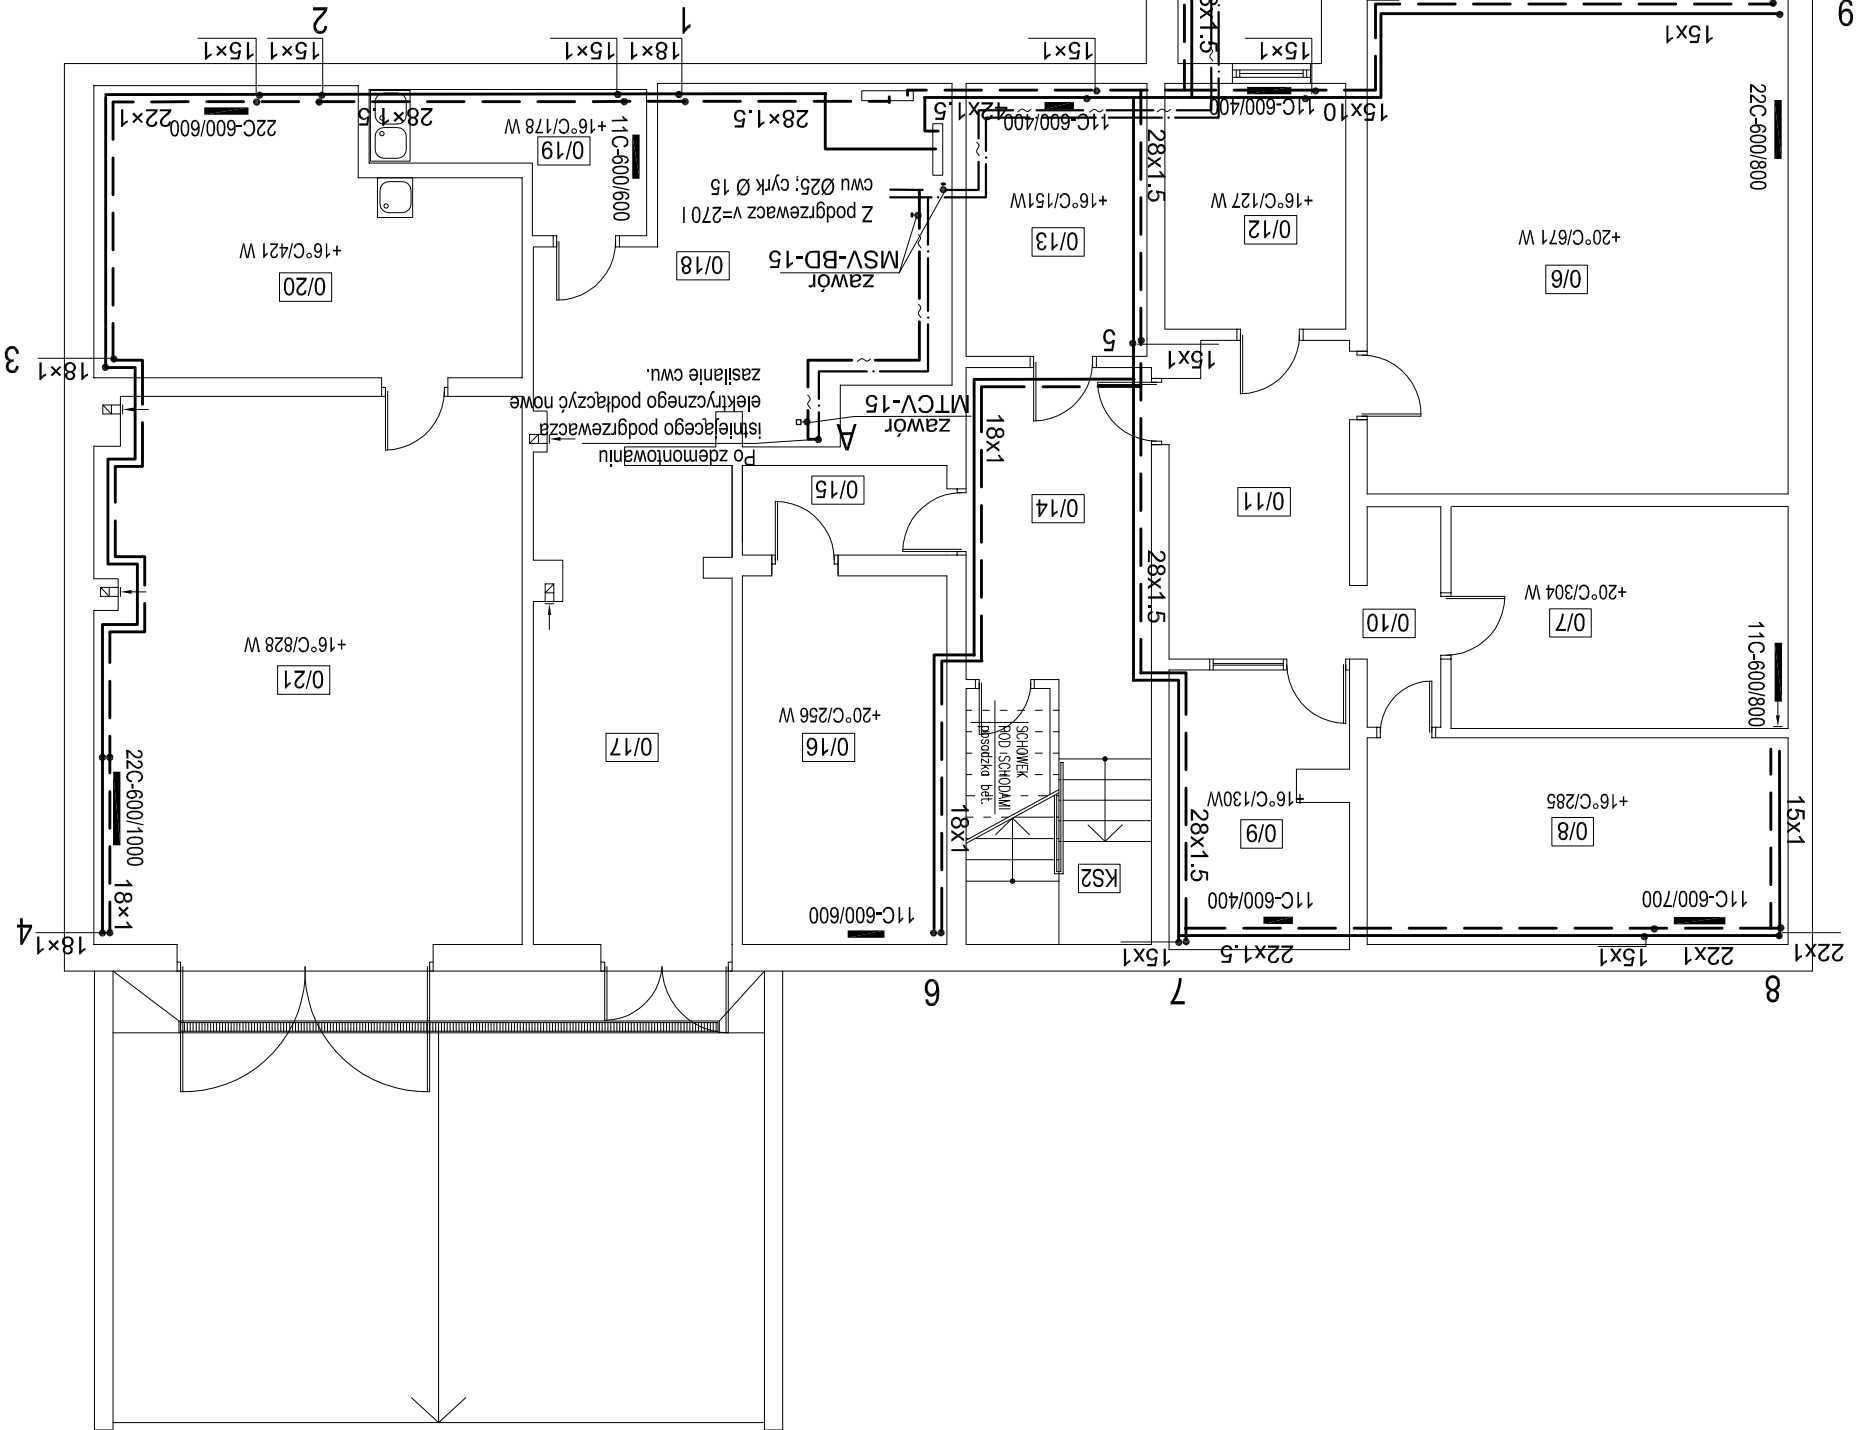 8
7
6
22x1
22x1
15x1
22x1.5
15x1
18×1
4
11C-600/700
11C-600/400
11C-600/600
18×1
15x1
0/8
+16°C/285
28x1.5
0/9
+16°C/130W
KS2
18x1
22C-600/1000
SCHOWEK
POD SCHODAMI
posadzka bet.
0/16
+20°C/256 W
0/17
0/21
+16°C/828 W
11C-600/800
0/7
+20°C/304 W
0/10
28x1.5
0/11
0/14
0/15
Po zdemontowaniu
istniejącego podgrzewacza
elektrycznego podłączyć nowe
zasilanie cwu.
A
zawór
MTCV-15
18x1
15x1
5
18×1
3
0/6
+20°C/671 W
0/12
+16°C/127 W
0/13
+16°C/151W
0/18
zawór
MSV-BD-15
Z podgrzewacz v=270 l
cwu Ø25; cyrk Ø 15
0/20
+16°C/421 W
0/19
+16°C/178 W
11C-600/600
22C-600/800
28x1.5
15x10
11C-600/400
11C-600/400
42x1.5
28×1.5
28×1.5
22C-600/600
22×1
15x1
15×1
15×1
18×1
15×1
15×1
15×1
9
1
2